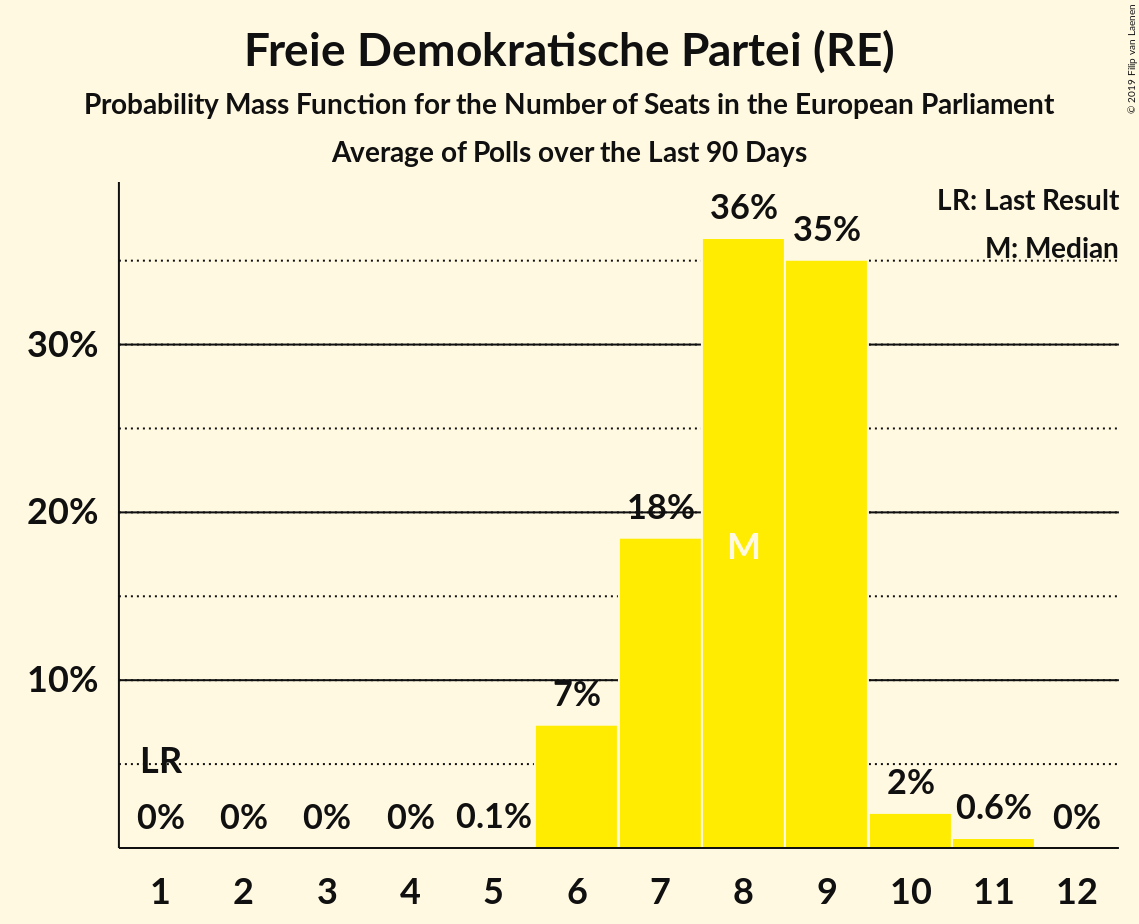 Freie Demokratische Partei (RE)
Probability Mass Function for the Number of Seats in the European Parliament
Average of Polls over the Last 90 Days
© 2019 Filip van Laenen
LR: Last Result
M: Median
36%
35%
30%
20%
18%
M
10%
7%
LR
0%
0%
0%
0%
0.1%
2%
0.6%
0%
1 2 3 4 5 6 7 8 9 10 11 12